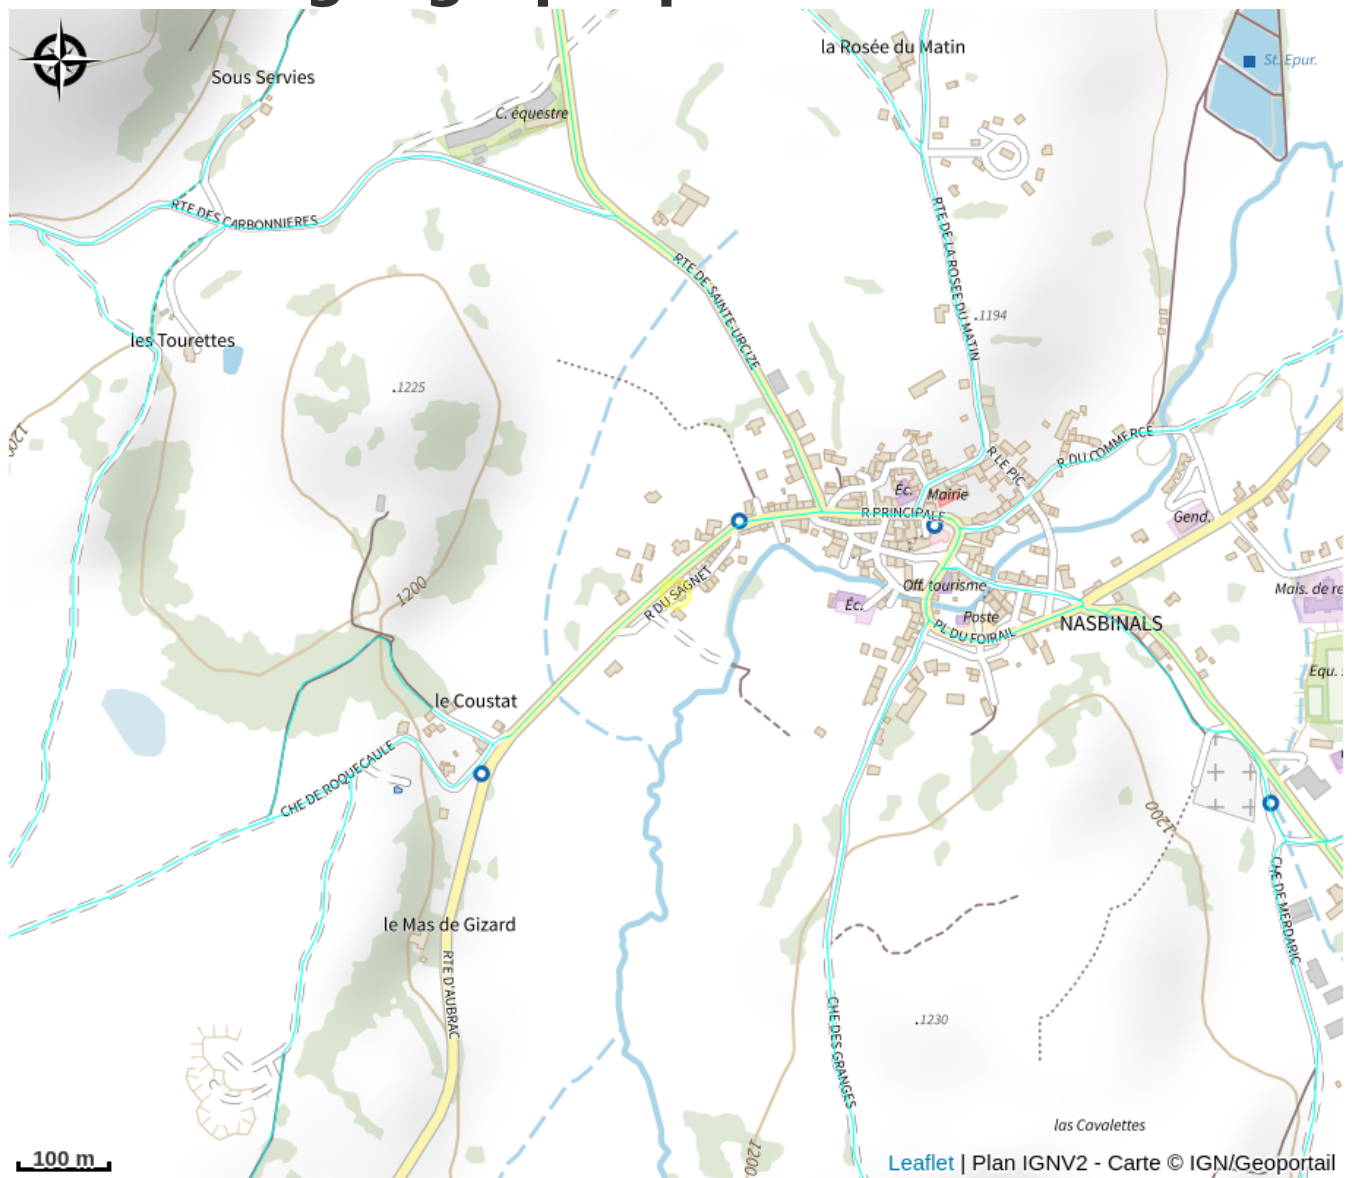 Sous Servies
la Rosée du Matin
St. Epur.
C. équestre
RTE DES CARBONNIERES
RTE DE LA ROSEE DU MATIN
RTE DE SAINTE-URCIZE
.1194
les Tourettes
.1225
1200
R DU COMMERCE
R LE PIC
Éc.
Mairie
R PRINCIPALE
Gend.
R DU SAGNET
Off. tourisme
Mais. de re
Éc.
Poste
NASBINALS
PL DU FOIRAIL
1200
Equ.
le Coustat
CHE DE ROQUECAULE
1200
le Mas de Gizard
RTE D'AUBRAC
CHE DE MERDARIC
CHE DES GRANGES
.1230
las Cavalettes
1200
100 m
Leaflet | Plan IGNV2 - Carte © IGN/Geoportail